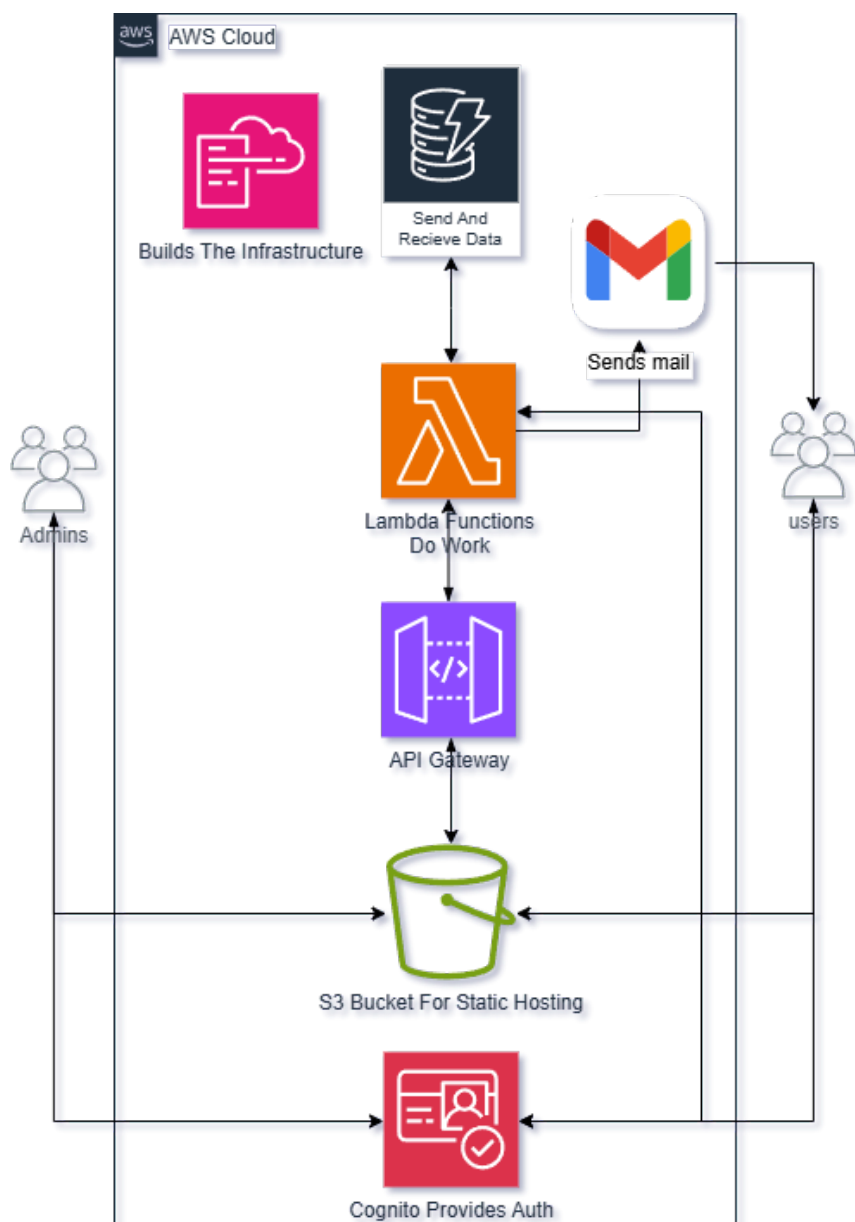 aws
AWS Cloud
Send And
Recieve Data
Builds The Infrastructure
Sends mail
Lambda Functions
Do Work
Admins
users
</>
API Gateway
S3 Bucket For Static Hosting
Cognito Provides Auth